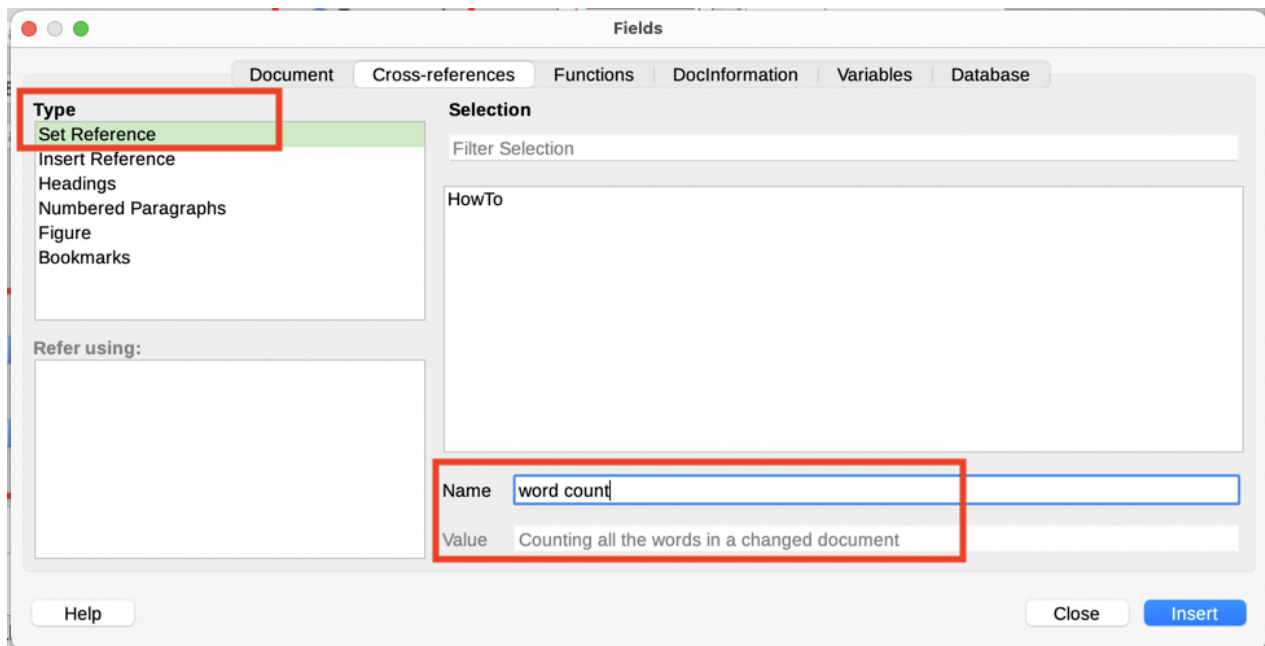 Fields
Document Cross-references Functions DocInformation Variables Database
Type
Set Reference
Insert Reference
Headings
Numbered Paragraphs
Figure
Bookmarks
Refer using:
Selection
Filter Selection
HowTo
Name word count
Value Counting all the words in a changed document
Help Close Insert